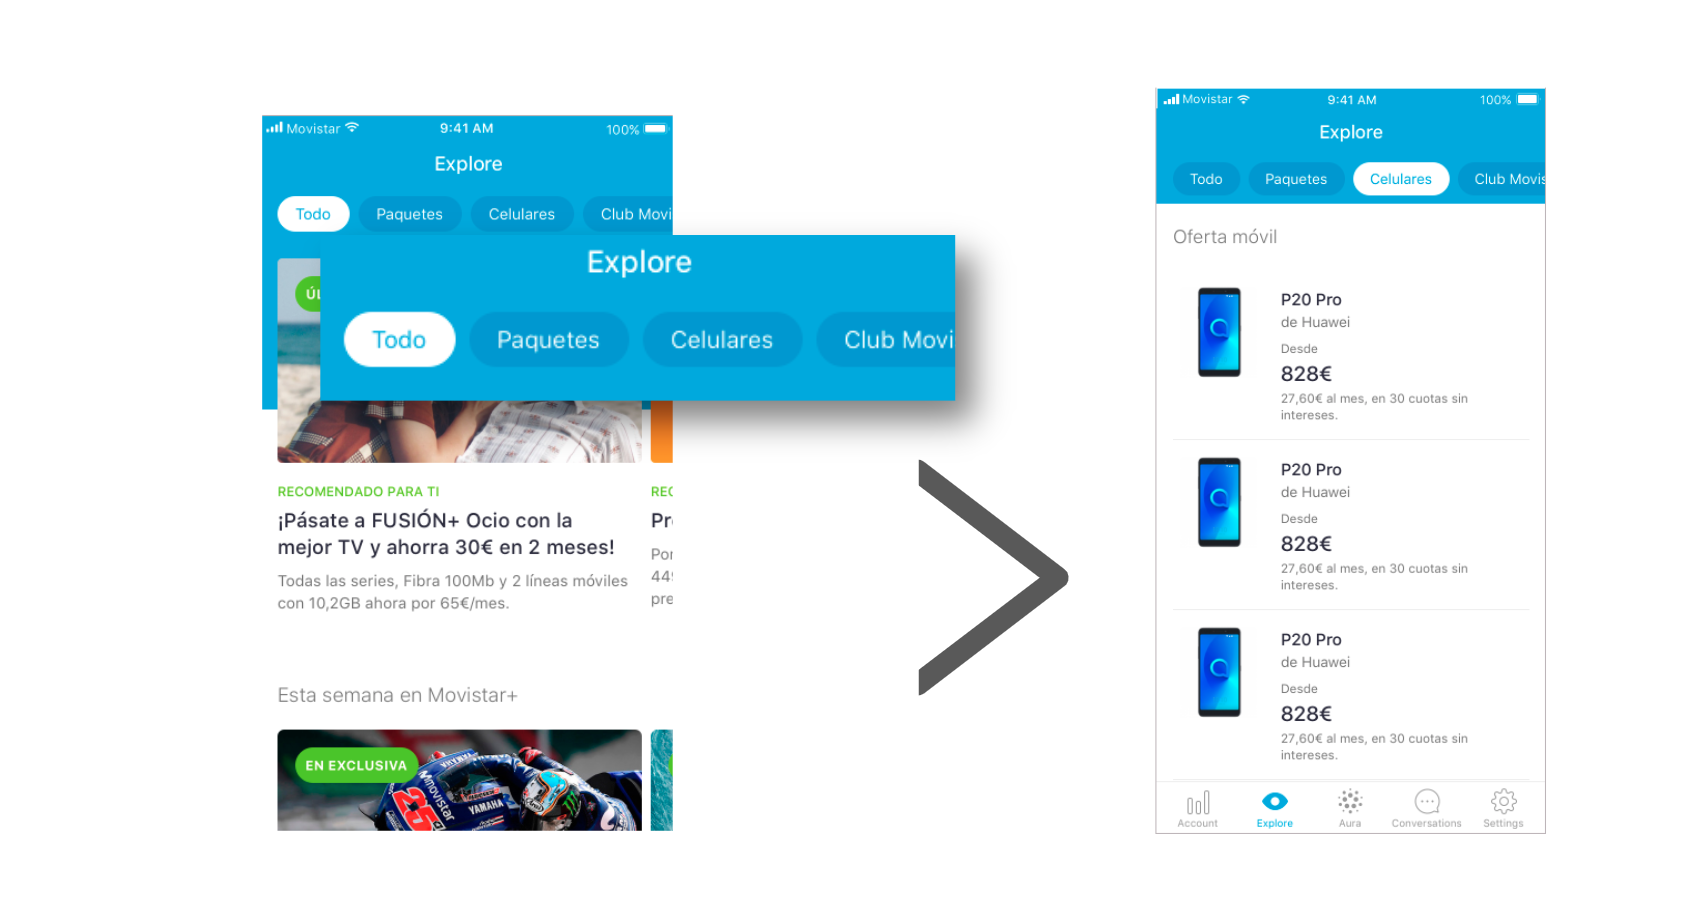 Movistar 9:41 AM 100%
Explore
Todo Paquetes Celulares Club Movi
ÚL
Explore
Todo Paquetes Celulares Club Movi
RECOMENDADO PARA TI
¡Pásate a FUSIÓN+ Ocio con la
mejor TV y ahorra 30€ en 2 meses!
Todas las series, Fibra 100Mb y 2 líneas móviles
con 10,2GB ahora por 65€/mes.
REC
Pr
Por
449
pre
Esta semana en Movistar+
EN EXCLUSIVA
movistar
25
YAMAHA
YAMAHA
Movistar 9:41 AM 100%
Explore
Todo Paquetes Celulares Club Movis
Oferta móvil
P20 Pro
de Huawei
Desde
828€
27,60€ al mes, en 30 cuotas sin
intereses.
P20 Pro
de Huawei
Desde
828€
27,60€ al mes, en 30 cuotas sin
intereses.
P20 Pro
de Huawei
Desde
828€
27,60€ al mes, en 30 cuotas sin
intereses.
Account Explore Aura Conversations Settings